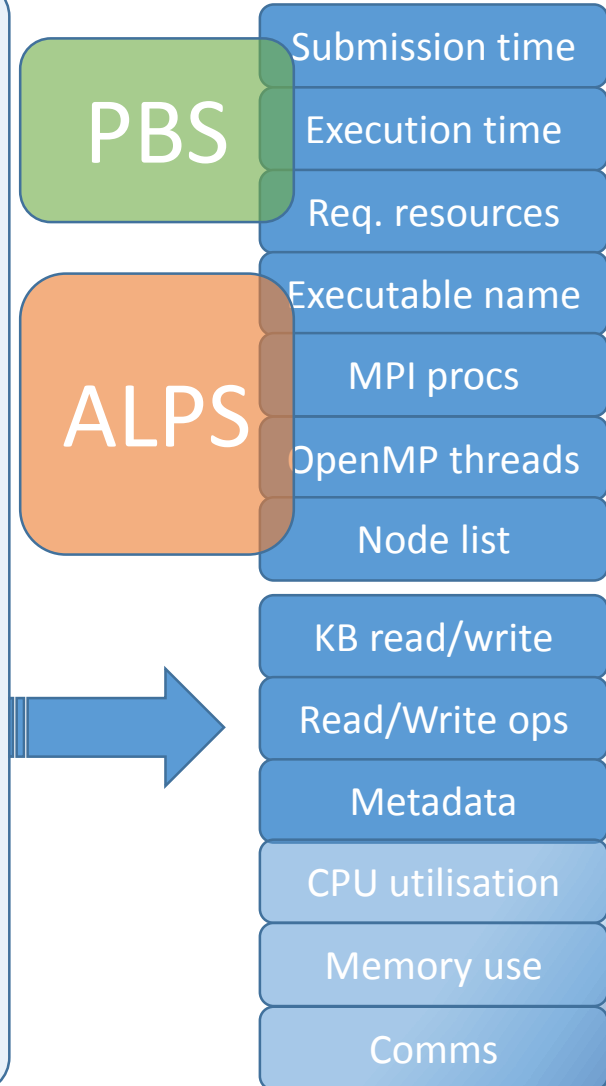 PBS
Submission time
Execution time
Req. resources
ALPS
Executable name
MPI procs
OpenMP threads
Node list
KB read/write
Read/Write ops
Metadata
CPU utilisation
Memory use
Comms